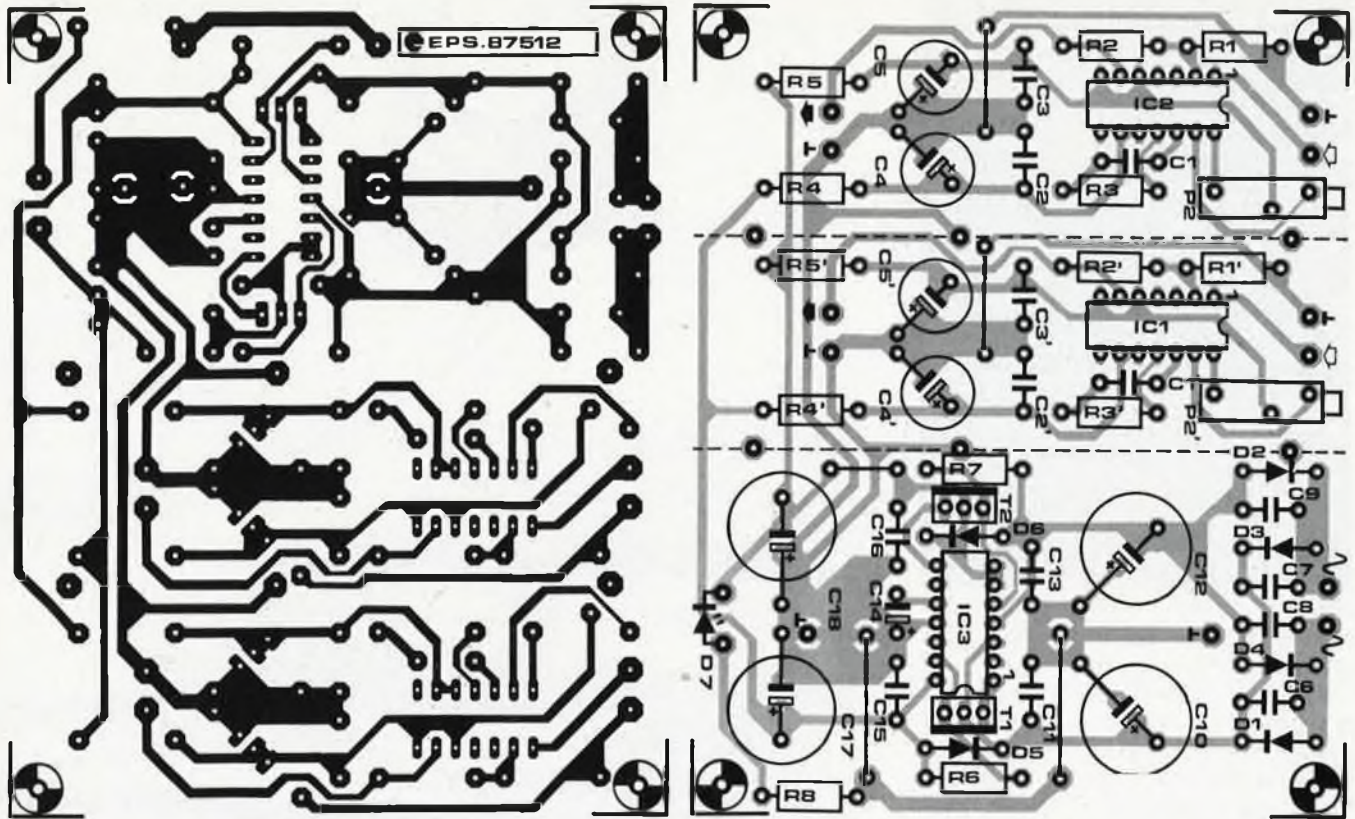 EPS.87512
C5
R2
R1
R5
C3
IC2
T
T
C4
C1
R4
C2
R3
P2
R5'
C5'
R2'
R1'
C3'
IC1
T
T
R4'
C4'
C2'
R3'
C1'
P2'
D2
R7
C9
T2
C16
D6
D3
C13
C12
C7
C18
C14
IC3
C8
T
T
D4
D7
C6
C15
T1
C11
C10
D1
C17
D5
R6
R8